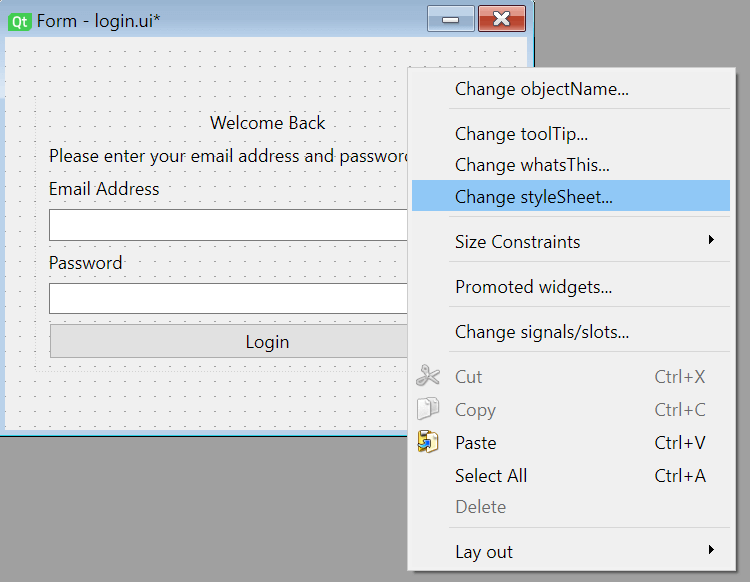 Qt Form - login.ui*
Welcome Back
Please enter your email address and password
Email Address
Password
Login
Change objectName...
Change toolTip...
Change whatsThis...
Change styleSheet...
Size Constraints
Promoted widgets...
Change signals/slots...
Cut Ctrl+X
Copy Ctrl+C
Paste Ctrl+V
Select All Ctrl+A
Delete
Lay out